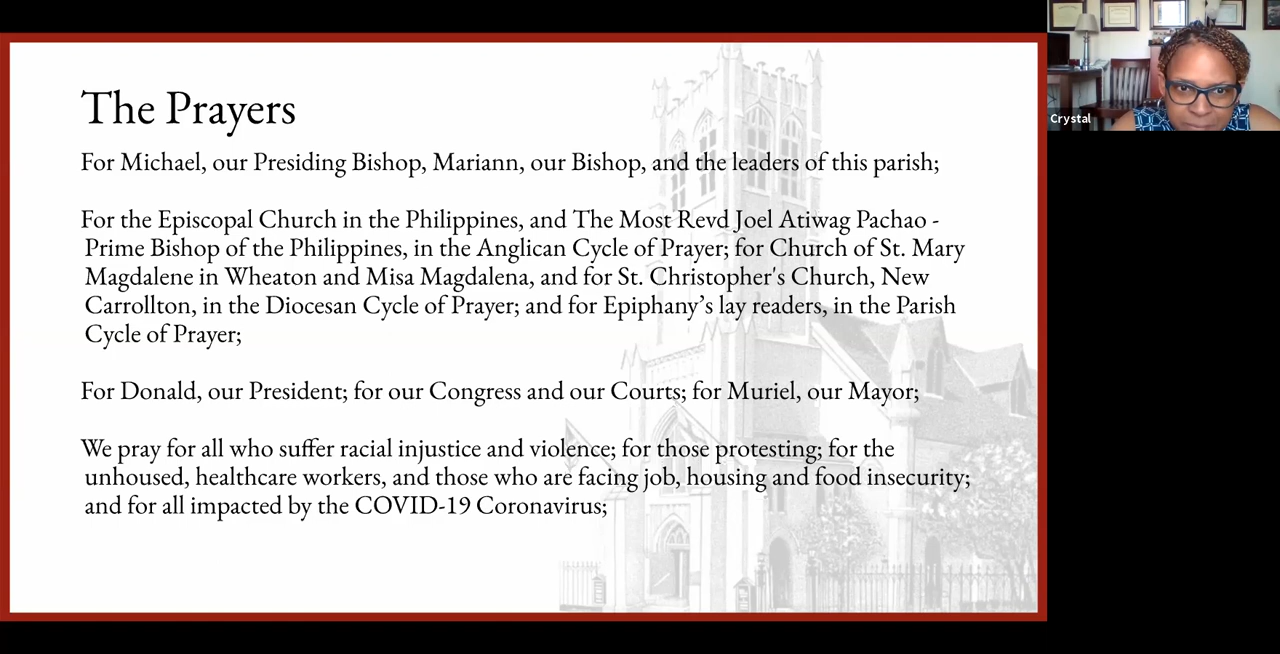 The Prayers
For Michael, our Presiding Bishop, Mariann, our Bishop, and the leaders of this parish;
For the Episcopal Church in the Philippines, and The Most Revd Joel Atiwag Pachao -
Prime Bishop of the Philippines, in the Anglican Cycle of Prayer; for Church of St. Mary
Magdalene in Wheaton and Misa Magdalena, and for St. Christopher's Church, New
Carrollton, in the Diocesan Cycle of Prayer; and for Epiphany’s lay readers, in the Parish
Cycle of Prayer;
For Donald, our President; for our Congress and our Courts; for Muriel, our Mayor;
We pray for all who suffer racial injustice and violence; for those protesting; for the
unhoused, healthcare workers, and those who are facing job, housing and food insecurity;
and for all impacted by the COVID-19 Coronavirus;
Crystal